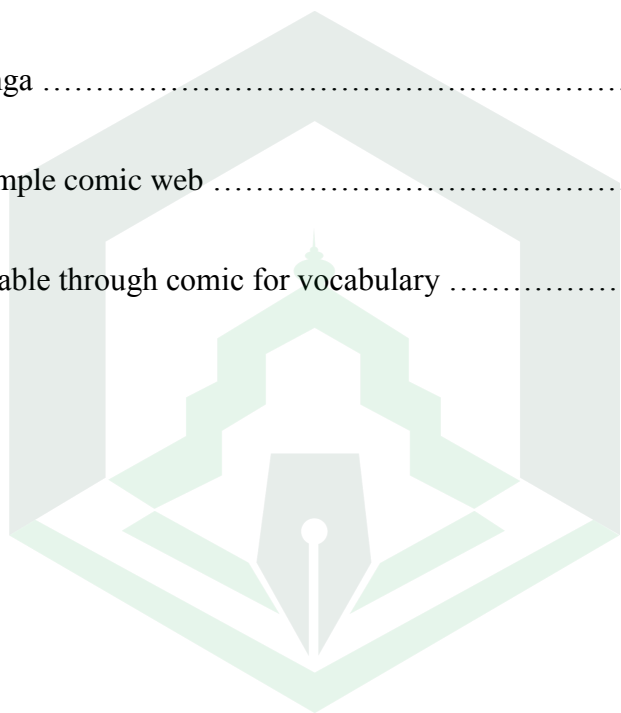 nga ……………………………………………………………
mple comic web …………………………………………
able through comic for vocabulary ………………